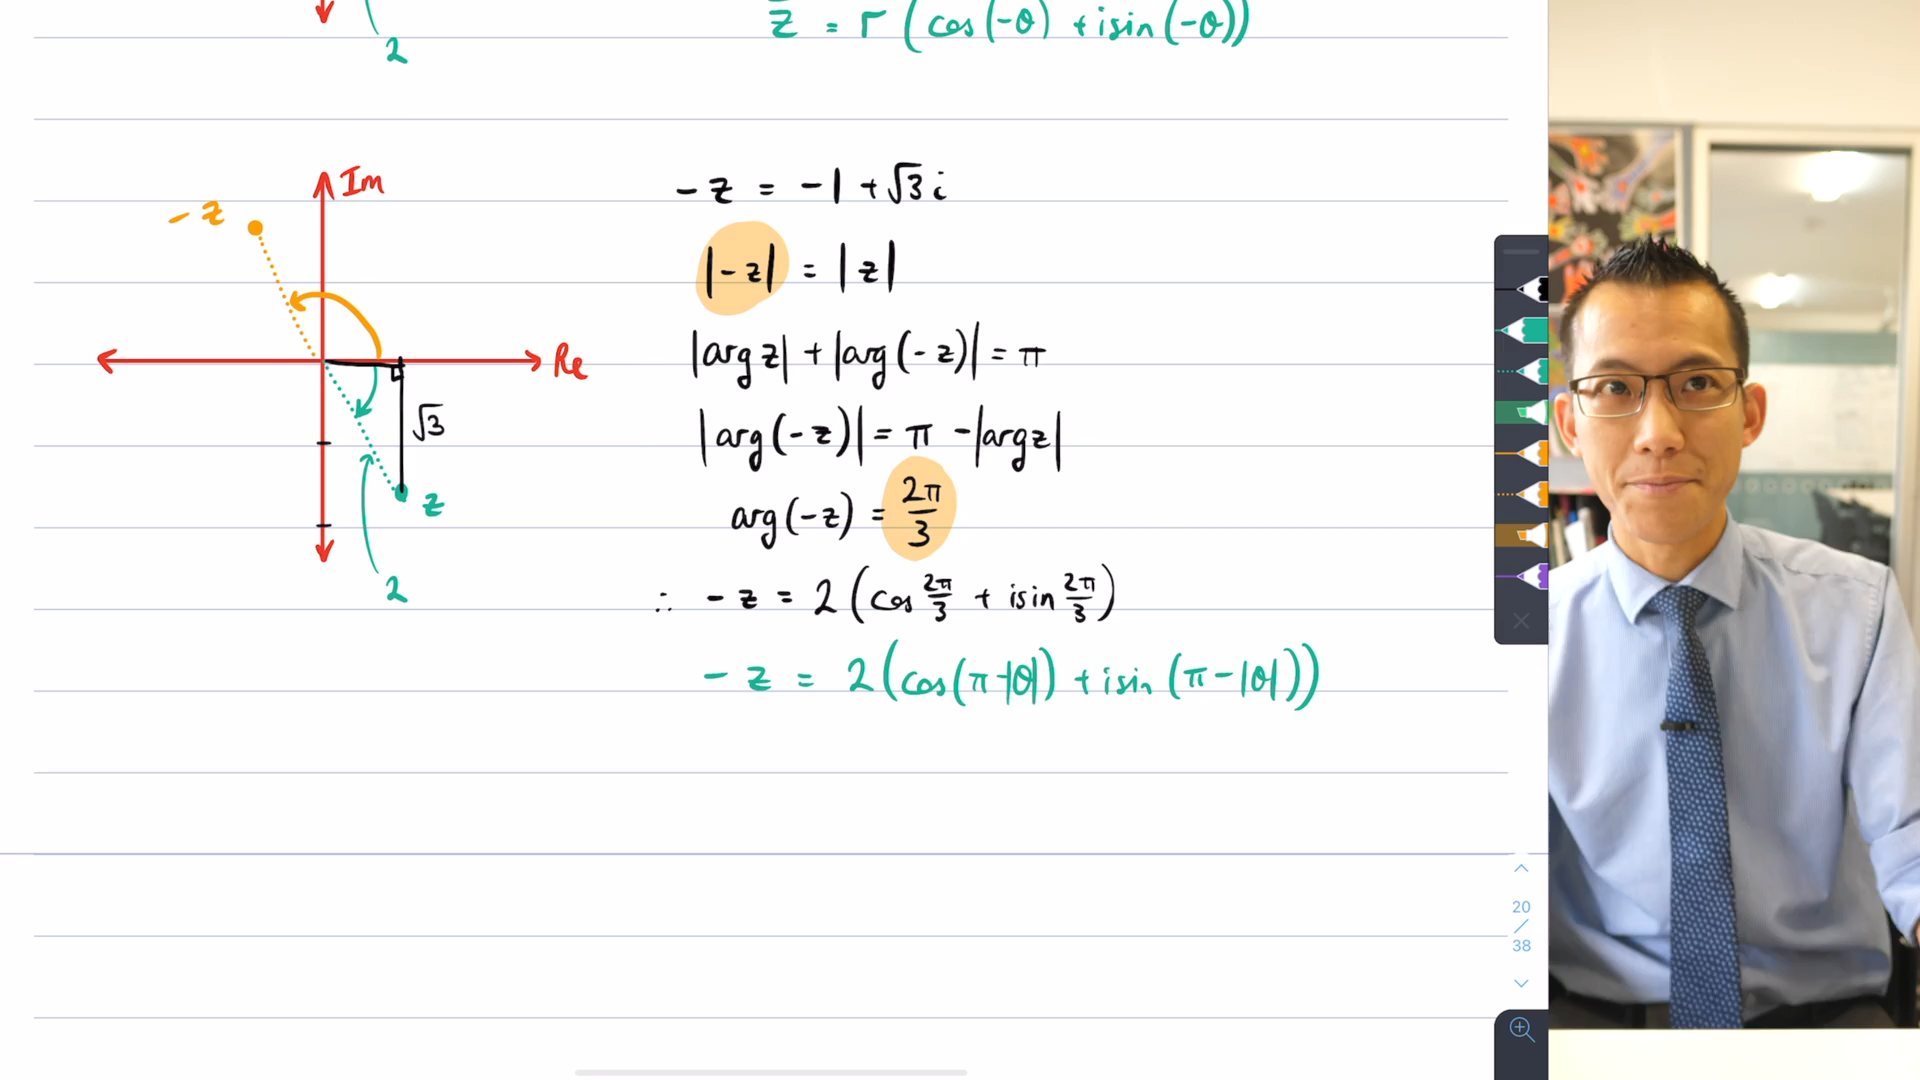 2
z̅ = r (cos(-θ) + isin(-θ))
Im
-z
Re
√3
z
2
-z = -1 + √3 i
|-z| = |z|
|arg z| + |arg(-z)| = π
|arg(-z)| = π - |arg z|
arg(-z) = 2π/3
∴ -z = 2 (cos 2π/3 + isin 2π/3)
-z = 2 (cos(π-|θ|) + isin(π-|θ|))
20
/
38